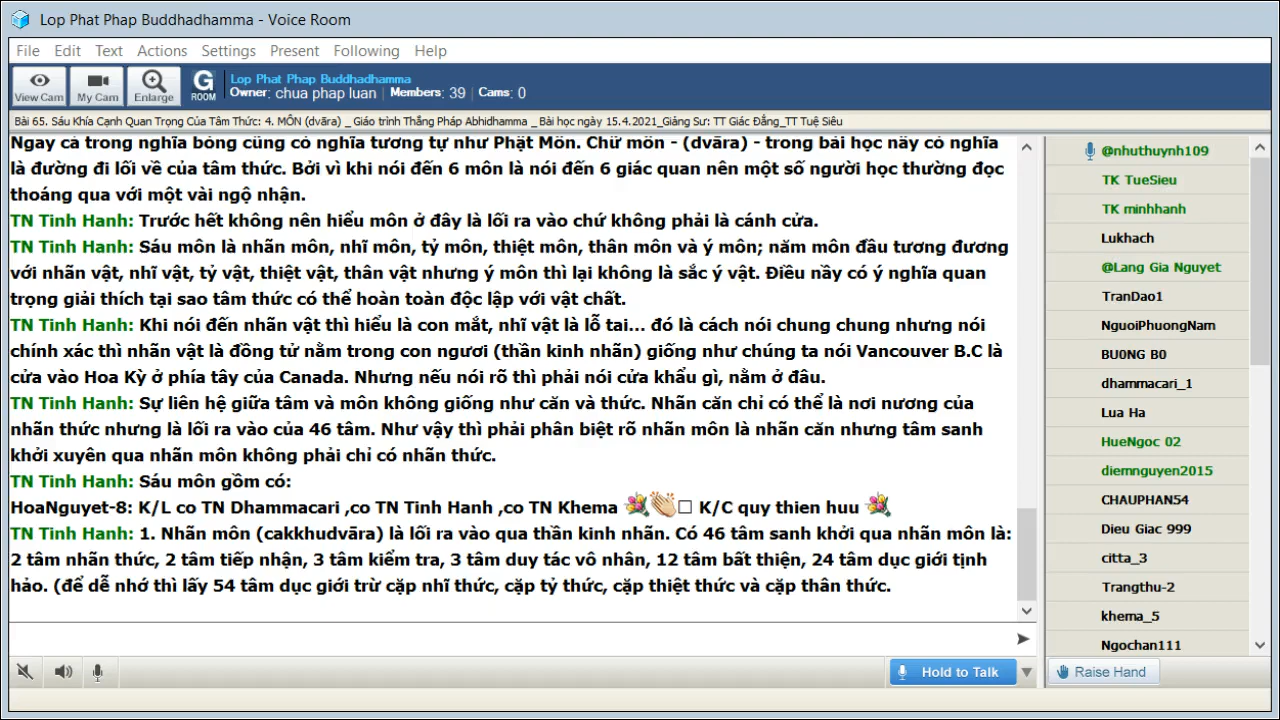 Lop Phat Phap Buddhadhamma - Voice Room
File Edit Text Actions Settings Present Following Help
View Cam My Cam Enlarge G ROOM
Lop Phat Phap Buddhadhamma
Owner: chua phap luan | Members: 39 | Cams: 0
Bài 65. Sáu Khía Cạnh Quan Trọng Của Tâm Thức: 4. MÔN (dvāra) _ Giáo trình Thắng Pháp Abhidhamma _ Bài học ngày 15.4.2021_Giảng Sư: TT Giác Đẳng_TT Tuệ Siêu
Ngay cả trong nghĩa bóng cũng có nghĩa tương tự như Phật Môn. Chữ môn - (dvāra) - trong bài học nầy có nghĩa
là đường đi lối về của tâm thức. Bởi vì khi nói đến 6 môn là nói đến 6 giác quan nên một số người học thường đọc
thoáng qua với một vài ngộ nhận.
TN Tinh Hanh: Trước hết không nên hiểu môn ở đây là lối ra vào chứ không phải là cánh cửa.
TN Tinh Hanh: Sáu môn là nhãn môn, nhĩ môn, tỷ môn, thiệt môn, thân môn và ý môn; năm môn đầu tương đương
với nhãn vật, nhĩ vật, tỷ vật, thiệt vật, thân vật nhưng ý môn thì lại không là sắc ý vật. Điều nầy có ý nghĩa quan
trọng giải thích tại sao tâm thức có thể hoàn toàn độc lập với vật chất.
TN Tinh Hanh: Khi nói đến nhãn vật thì hiểu là con mắt, nhĩ vật là lỗ tai... đó là cách nói chung chung nhưng nói
chính xác thì nhãn vật là đồng tử nằm trong con ngươi (thần kinh nhãn) giống như chúng ta nói Vancouver B.C là
cửa vào Hoa Kỳ ở phía tây của Canada. Nhưng nếu nói rõ thì phải nói cửa khẩu gì, nằm ở đâu.
TN Tinh Hanh: Sự liên hệ giữa tâm và môn không giống như căn và thức. Nhãn căn chỉ có thể là nơi nương của
nhãn thức nhưng là lối ra vào của 46 tâm. Như vậy thì phải phân biệt rõ nhãn môn là nhãn căn nhưng tâm sanh
khởi xuyên qua nhãn môn không phải chỉ có nhãn thức.
TN Tinh Hanh: Sáu môn gồm có:
HoaNguyet-8: K/L co TN Dhammacari ,co TN Tinh Hanh ,co TN Khema 💐👏□ K/C quy thien huu 💐
TN Tinh Hanh: 1. Nhãn môn (cakkhudvāra) là lối ra vào qua thần kinh nhãn. Có 46 tâm sanh khởi qua nhãn môn là:
2 tâm nhãn thức, 2 tâm tiếp nhận, 3 tâm kiểm tra, 3 tâm duy tác vô nhân, 12 tâm bất thiện, 24 tâm dục giới tịnh
hảo. (để dễ nhớ thì lấy 54 tâm dục giới trừ cặp nhĩ thức, cặp tỷ thức, cặp thiệt thức và cặp thân thức.
@nhuthuynh109
TK TueSieu
TK minhhanh
Lukhach
@Lang Gia Nguyet
TranDao1
NguoiPhuongNam
BU0NG B0
dhammacari_1
Lua Ha
HueNgoc 02
diemnguyen2015
CHAUPHAN54
Dieu Giac 999
citta_3
Trangthu-2
khema_5
Ngochan111
Hold to Talk
Raise Hand